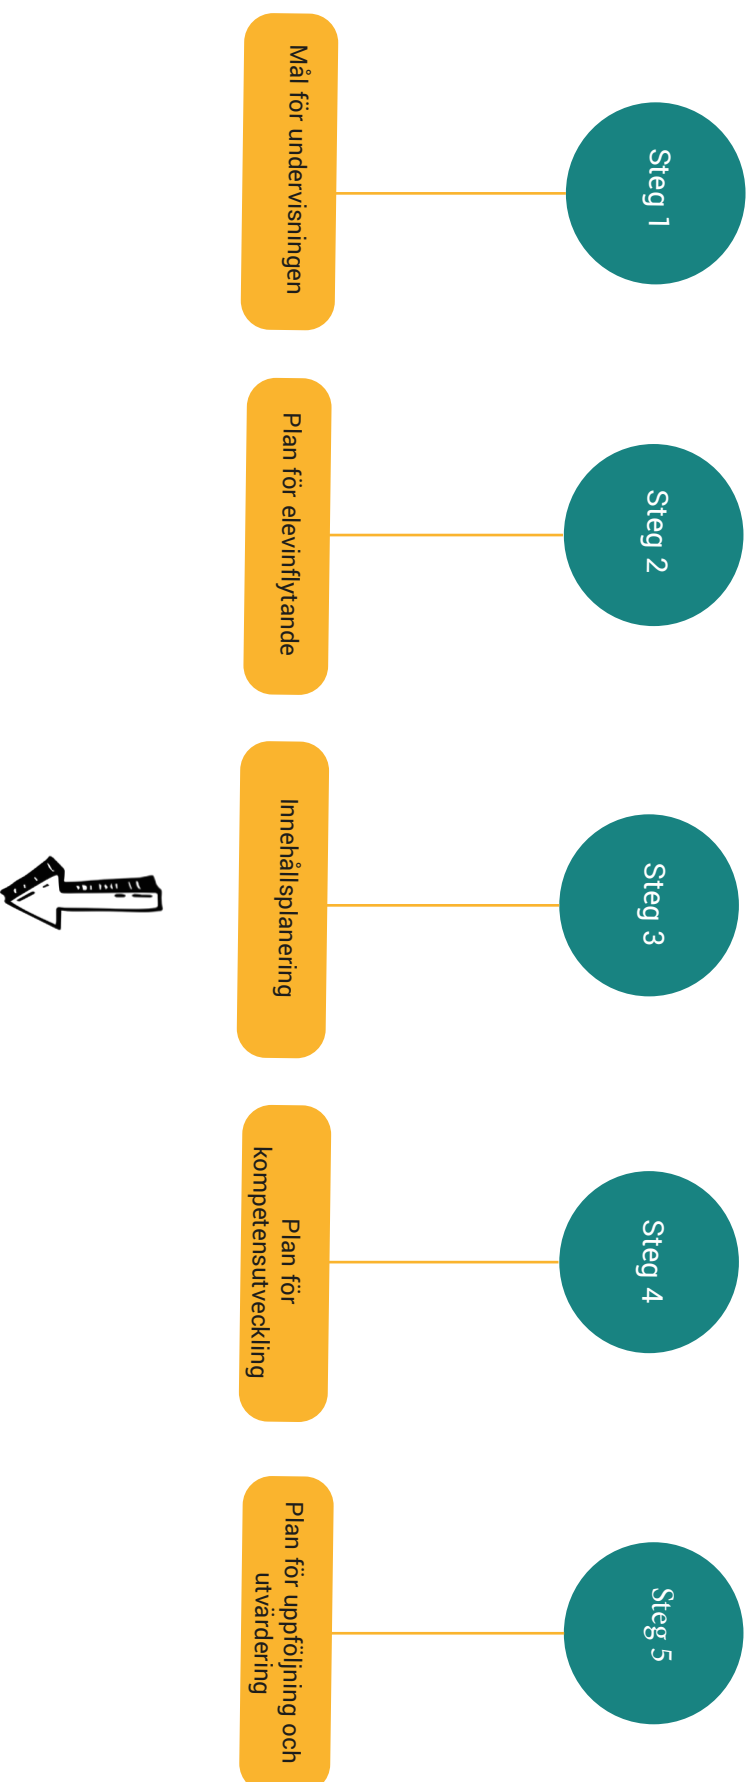 Steg 1
Mål för undervisningen
Steg 2
Plan för elevinflytande
Steg 3
Innehållsplanering
Steg 4
Plan för
kompetensutveckling
Steg 5
Plan för uppföljning och
utvärdering